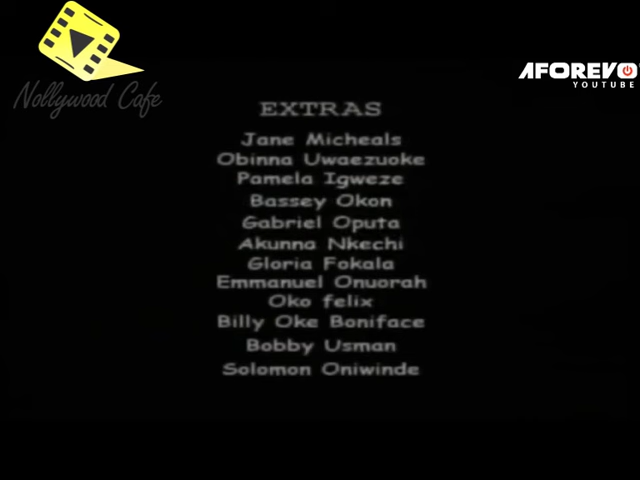 Nollywood Cafe
AFOREVO
YOUTUBE
EXTRAS
Jane Micheals
Obinna Uwaezuoke
Pamela Igweze
Bassey Okon
Gabriel Oputa
Akunna Nkechi
Gloria Fokala
Emmanuel Onuorah
Oko felix
Billy Oke Boniface
Bobby Usman
Solomon Oniwinde